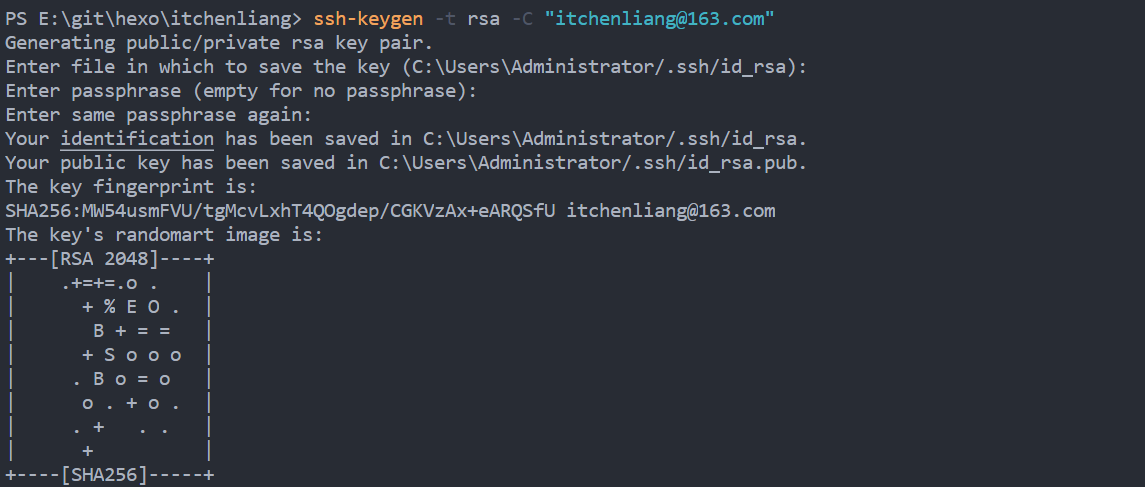 PS E:\git\hexo\itchenliang> ssh-keygen -t rsa -C "itchenliang@163.com"
Generating public/private rsa key pair.
Enter file in which to save the key (C:\Users\Administrator/.ssh/id_rsa):
Enter passphrase (empty for no passphrase):
Enter same passphrase again:
Your identification has been saved in C:\Users\Administrator/.ssh/id_rsa.
Your public key has been saved in C:\Users\Administrator/.ssh/id_rsa.pub.
The key fingerprint is:
SHA256:MW54usmFVU/tgMcvLxhT4QOgdep/CGKVzAx+eARQSfU itchenliang@163.com
The key's randomart image is:
+---[RSA 2048]----+
|    .+=+=.o .    |
|      + % E O .  |
|       B + = =   |
|      + S o o o  |
|     . B o = o   |
|      o . + o .  |
|     . +   . .   |
|      +          |
+----[SHA256]-----+